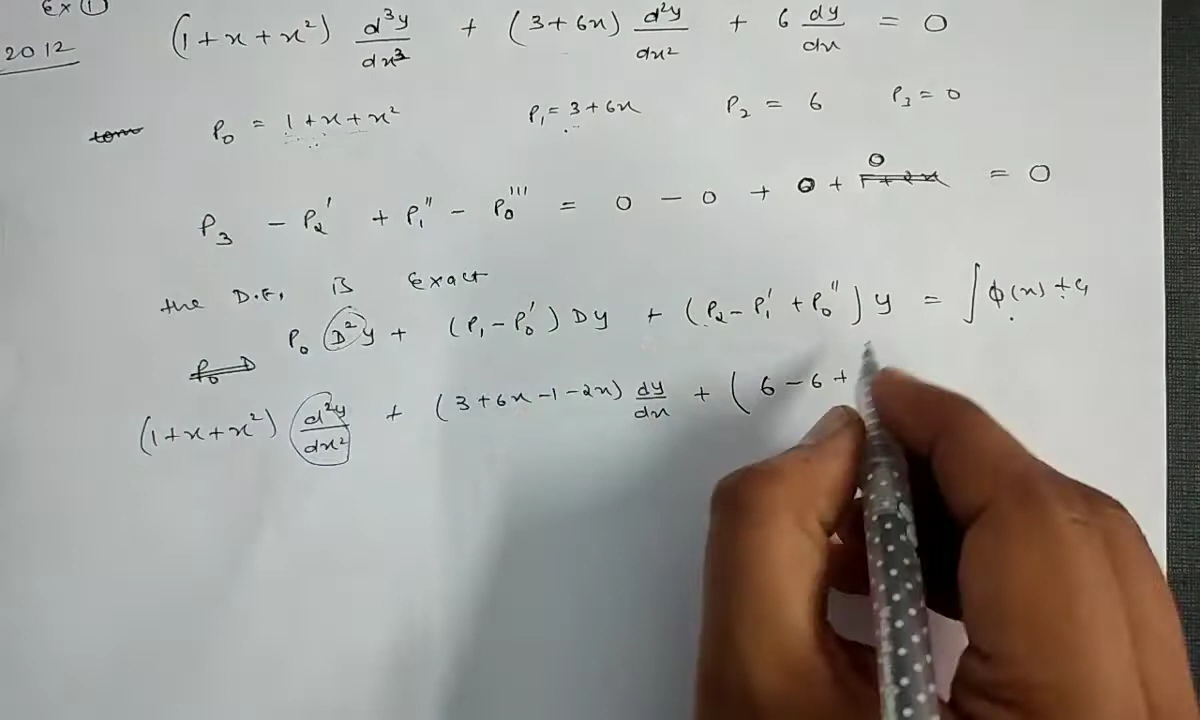 Ex ①
2012
(1+x+x²) d³y/dx³ + (3+6x) d²y/dx² + 6 dy/dx = 0
P₀ = 1+x+x² P₁ = 3+6x P₂ = 6 P₃ = 0
P₃ - P₂' + P₁'' - P₀''' = 0 - 0 + 0 + 0 = 0
the D.E. is exact
P₀ D²y + (P₁ - P₀') Dy + (P₂ - P₁' + P₀'') y = ∫ φ(x) + c₁
(1+x+x²) d²y/dx² + (3+6x-1-2x) dy/dx + (6-6+